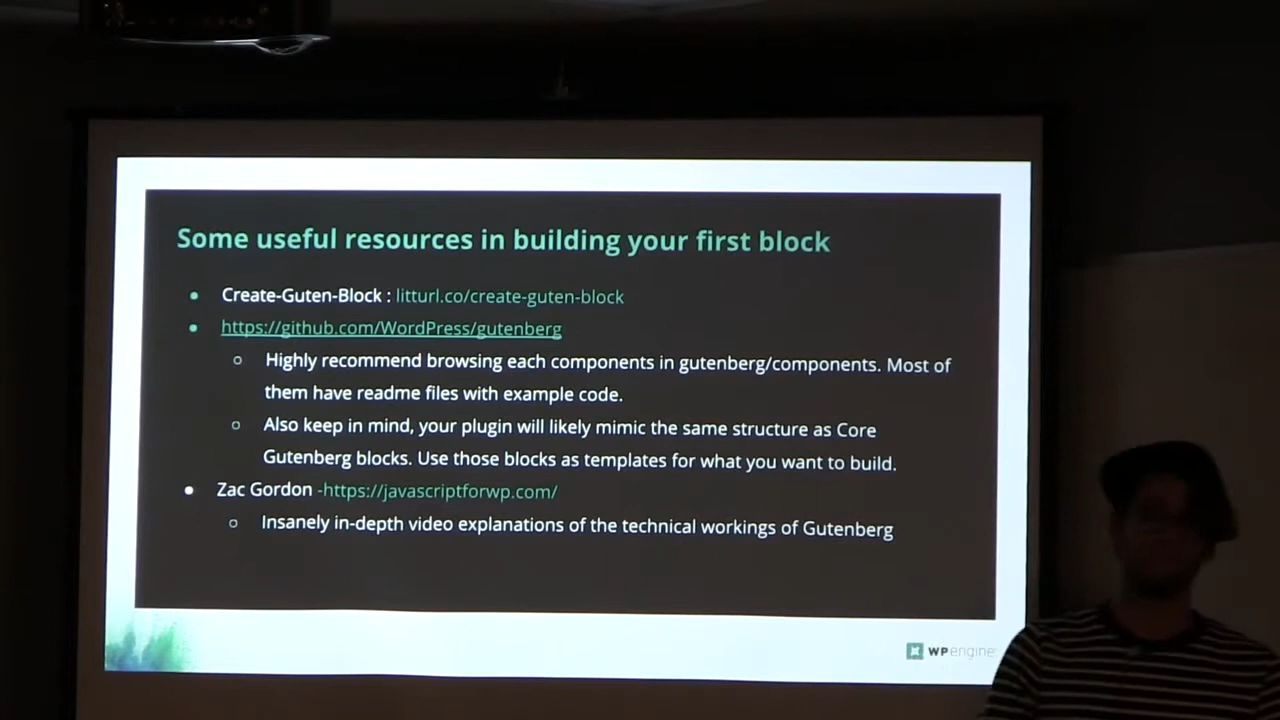 Some useful resources in building your first block
• Create-Guten-Block : litturl.co/create-guten-block
• https://github.com/WordPress/gutenberg
○ Highly recommend browsing each components in gutenberg/components. Most of
them have readme files with example code.
○ Also keep in mind, your plugin will likely mimic the same structure as Core
Gutenberg blocks. Use those blocks as templates for what you want to build.
• Zac Gordon -https://javascriptforwp.com/
○ Insanely in-depth video explanations of the technical workings of Gutenberg
WPengine